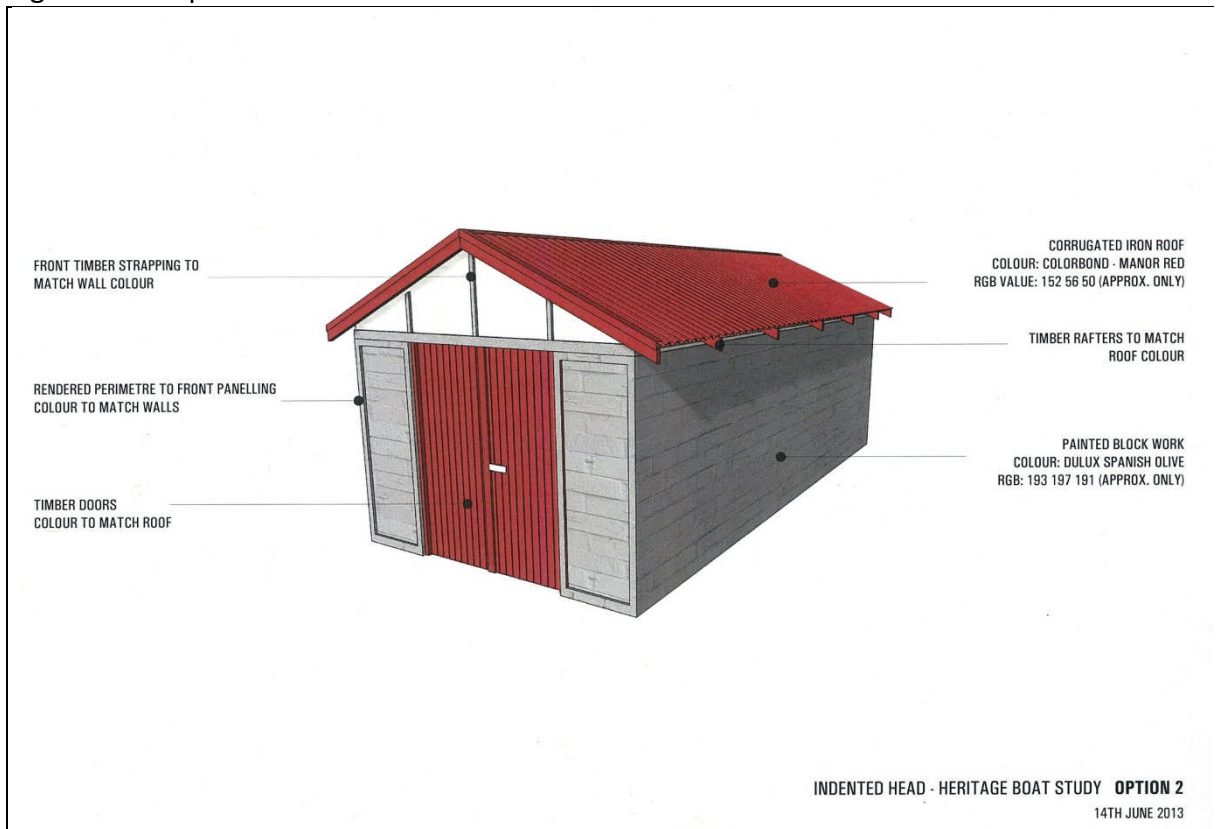 FRONT TIMBER STRAPPING TO
MATCH WALL COLOUR
RENDERED PERIMETRE TO FRONT PANELLING
COLOUR TO MATCH WALLS
TIMBER DOORS
COLOUR TO MATCH ROOF
CORRUGATED IRON ROOF
COLOUR: COLORBOND - MANOR RED
RGB VALUE: 152 56 50 (APPROX. ONLY)
TIMBER RAFTERS TO MATCH
ROOF COLOUR
PAINTED BLOCK WORK
COLOUR: DULUX SPANISH OLIVE
RGB: 193 197 191 (APPROX. ONLY)
INDENTED HEAD - HERITAGE BOAT STUDY OPTION 2
14TH JUNE 2013